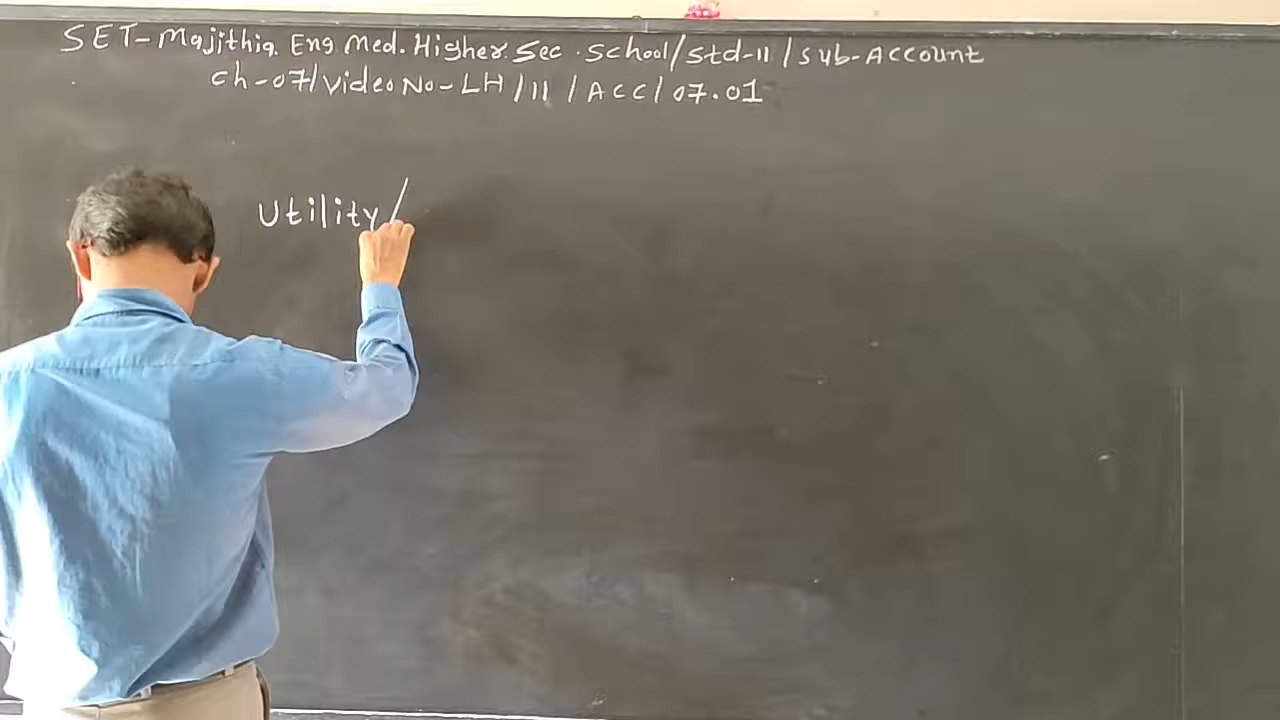 SET-Majithia Eng Med. Higher Sec. School/Std-11/Sub-Account
Ch-07/Video No-LH/11/ACC/07.01
Utility/